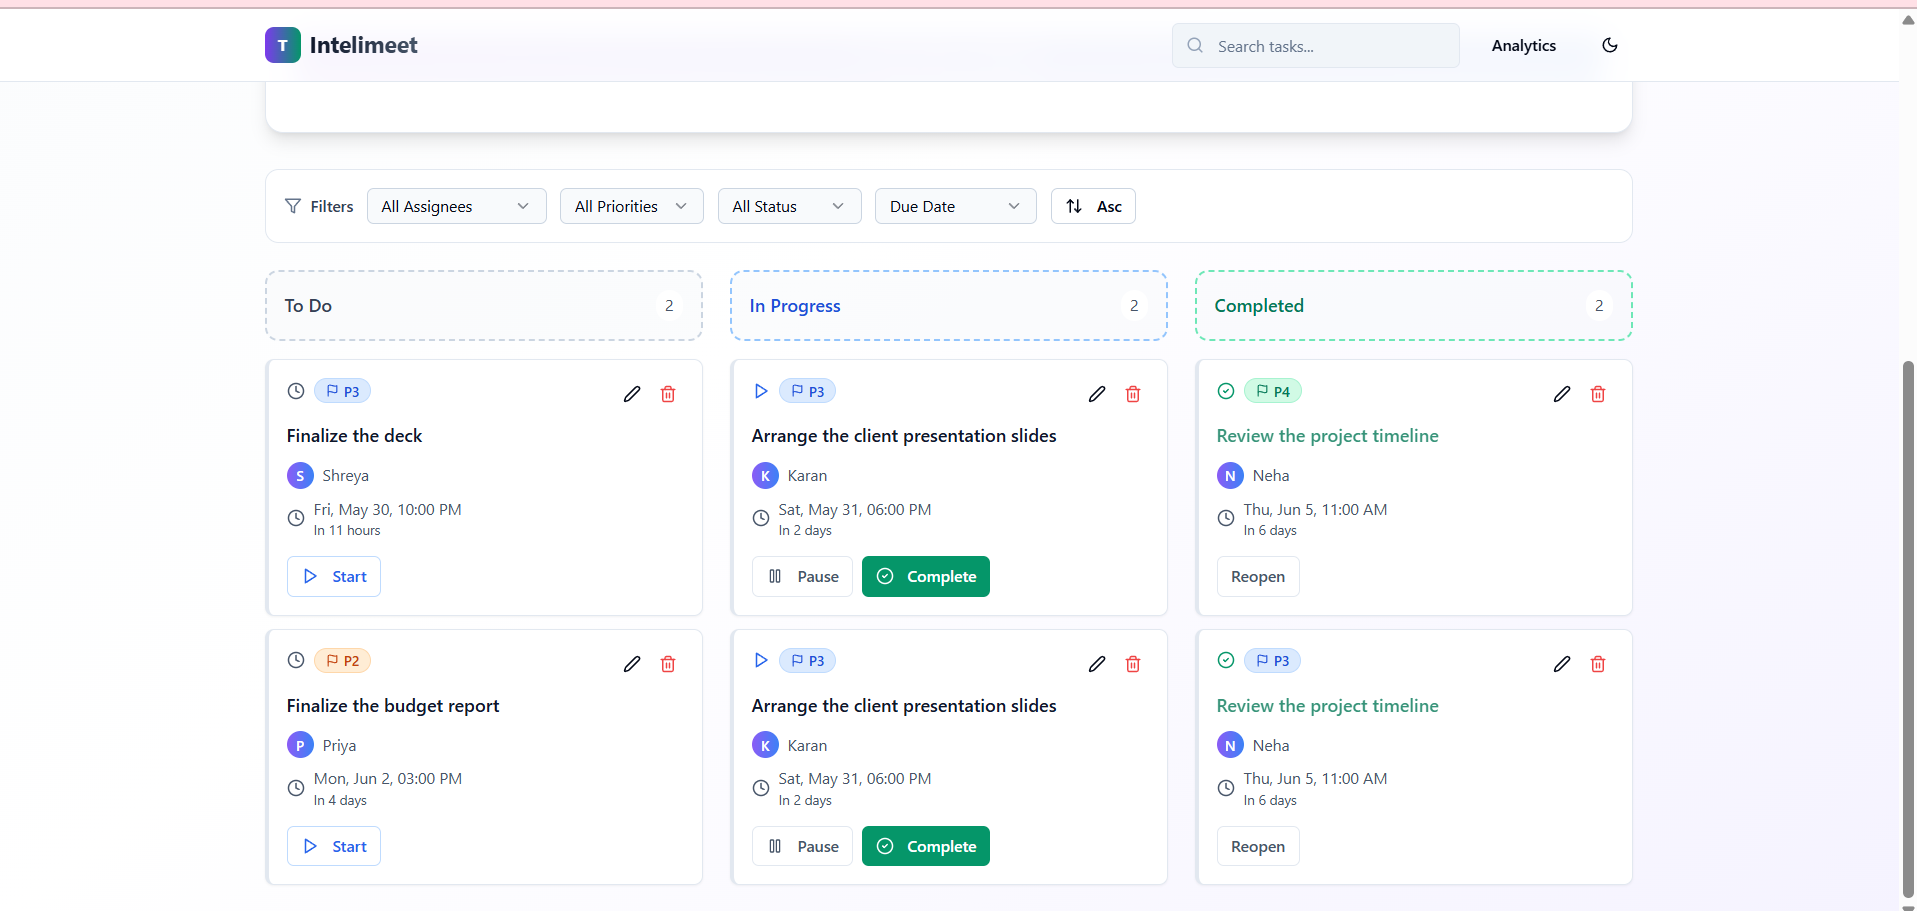 T Intelimeet
Search tasks...
Analytics
Filters
All Assignees
All Priorities
All Status
Due Date
Asc
To Do 2
P3
Finalize the deck
S Shreya
Fri, May 30, 10:00 PM
In 11 hours
Start
P2
Finalize the budget report
P Priya
Mon, Jun 2, 03:00 PM
In 4 days
Start
In Progress 2
P3
Arrange the client presentation slides
K Karan
Sat, May 31, 06:00 PM
In 2 days
Pause Complete
P3
Arrange the client presentation slides
K Karan
Sat, May 31, 06:00 PM
In 2 days
Pause Complete
Completed 2
P4
Review the project timeline
N Neha
Thu, Jun 5, 11:00 AM
In 6 days
Reopen
P3
Review the project timeline
N Neha
Thu, Jun 5, 11:00 AM
In 6 days
Reopen